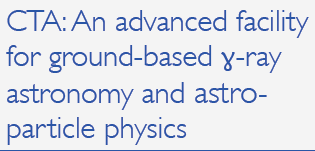 CTA: An advanced facility
for ground-based ɣ-ray
astronomy and astro-
particle physics